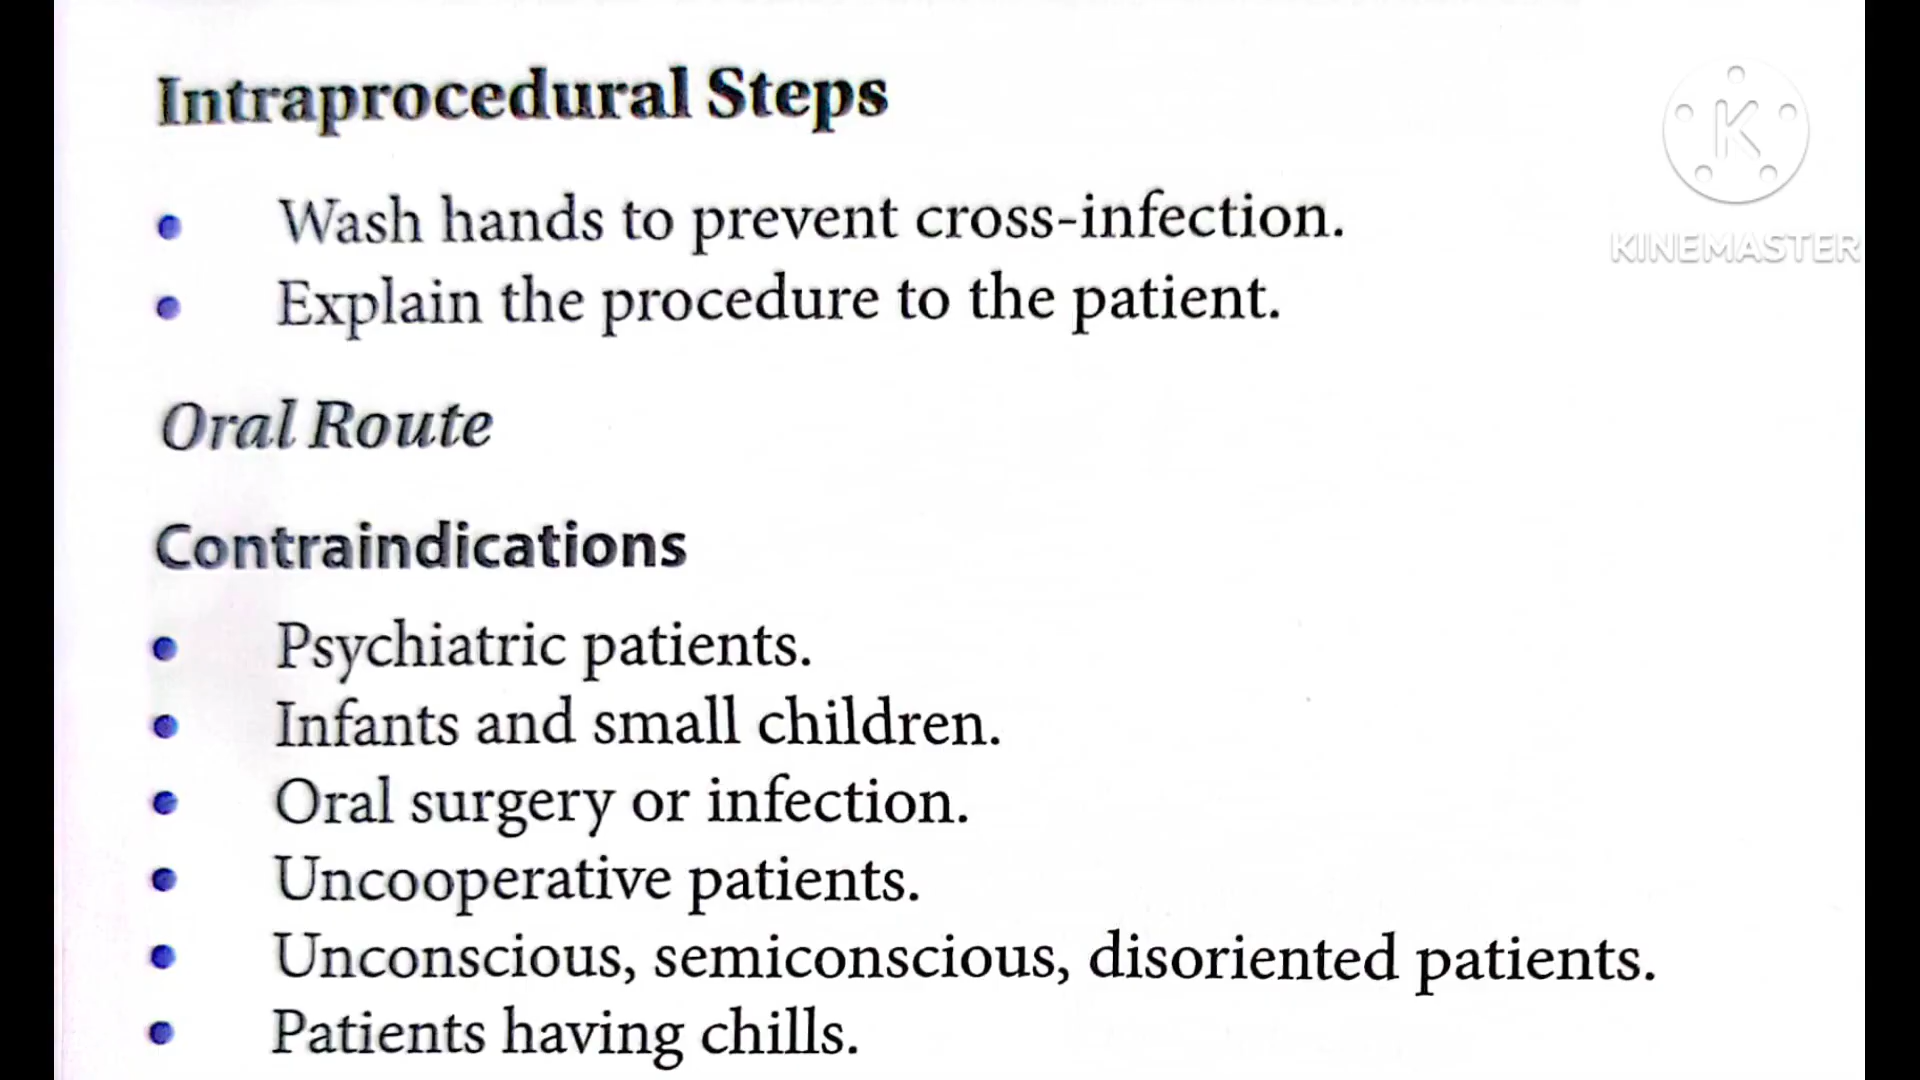 Intraprocedural Steps
• Wash hands to prevent cross-infection.
• Explain the procedure to the patient.
Oral Route
Contraindications
• Psychiatric patients.
• Infants and small children.
• Oral surgery or infection.
• Uncooperative patients.
• Unconscious, semiconscious, disoriented patients.
• Patients having chills.
K
KINEMASTER